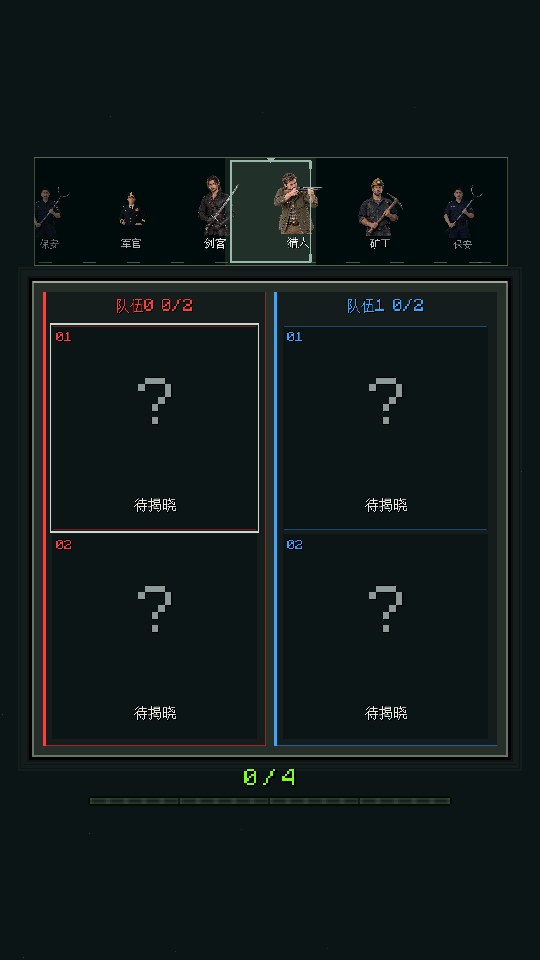 保安 军官 剑客 猎人 矿工 保安
队伍0 0/2 队伍1 0/2
01 01
? ?
待揭晓 待揭晓
02 02
? ?
待揭晓 待揭晓
0/4